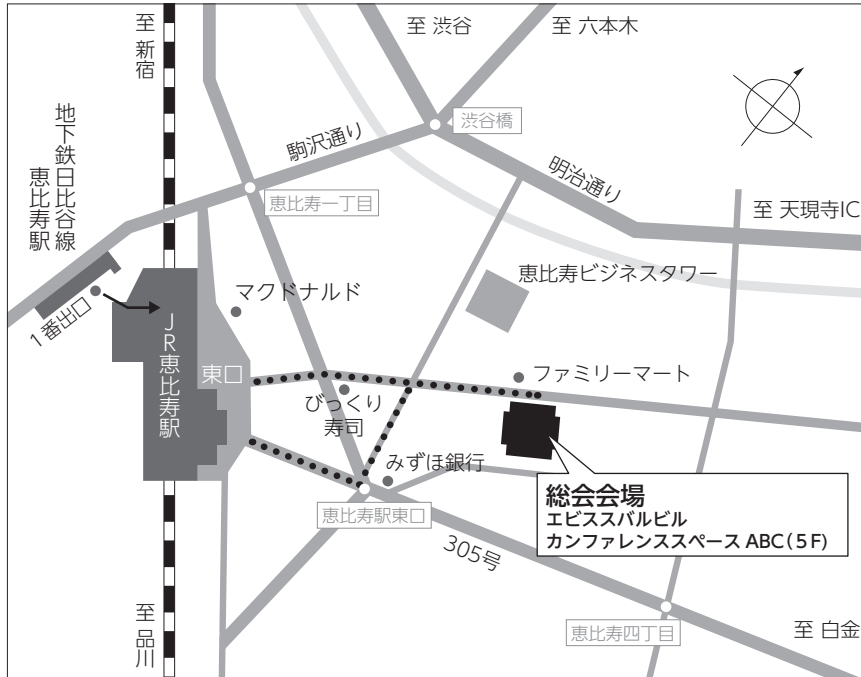 至 新宿
至 渋谷
至 六本木
渋谷橋
駒沢通り
明治通り
地下鉄日比谷線
恵比寿駅
恵比寿一丁目
至 天現寺IC
恵比寿ビジネスタワー
マクドナルド
1番出口
JR恵比寿駅
東口
ファミリーマート
びっくり
寿司
みずほ銀行
総会会場
エビススバルビル
カンファレンススペース ABC(5F)
恵比寿駅東口
305号
恵比寿四丁目
至 白金
至 品川